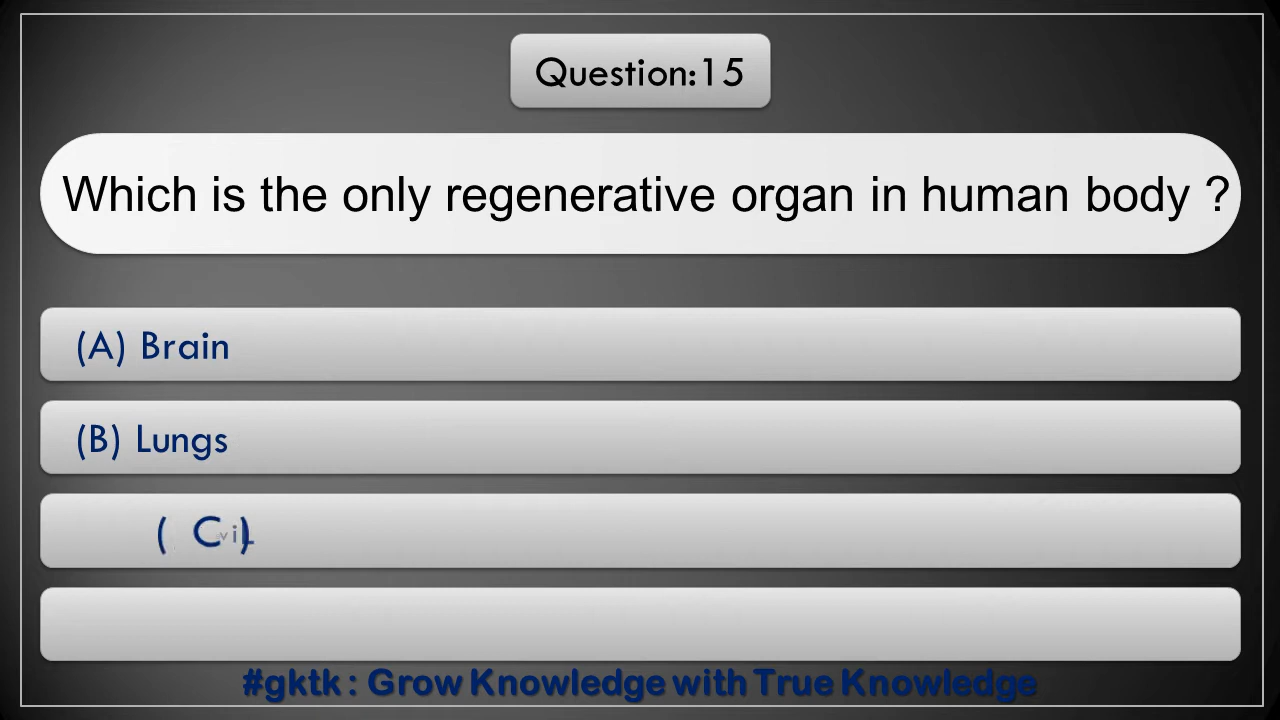 Question:15
Which is the only regenerative organ in human body ?
(A) Brain
(B) Lungs
(C)
#gktk : Grow Knowledge with True Knowledge